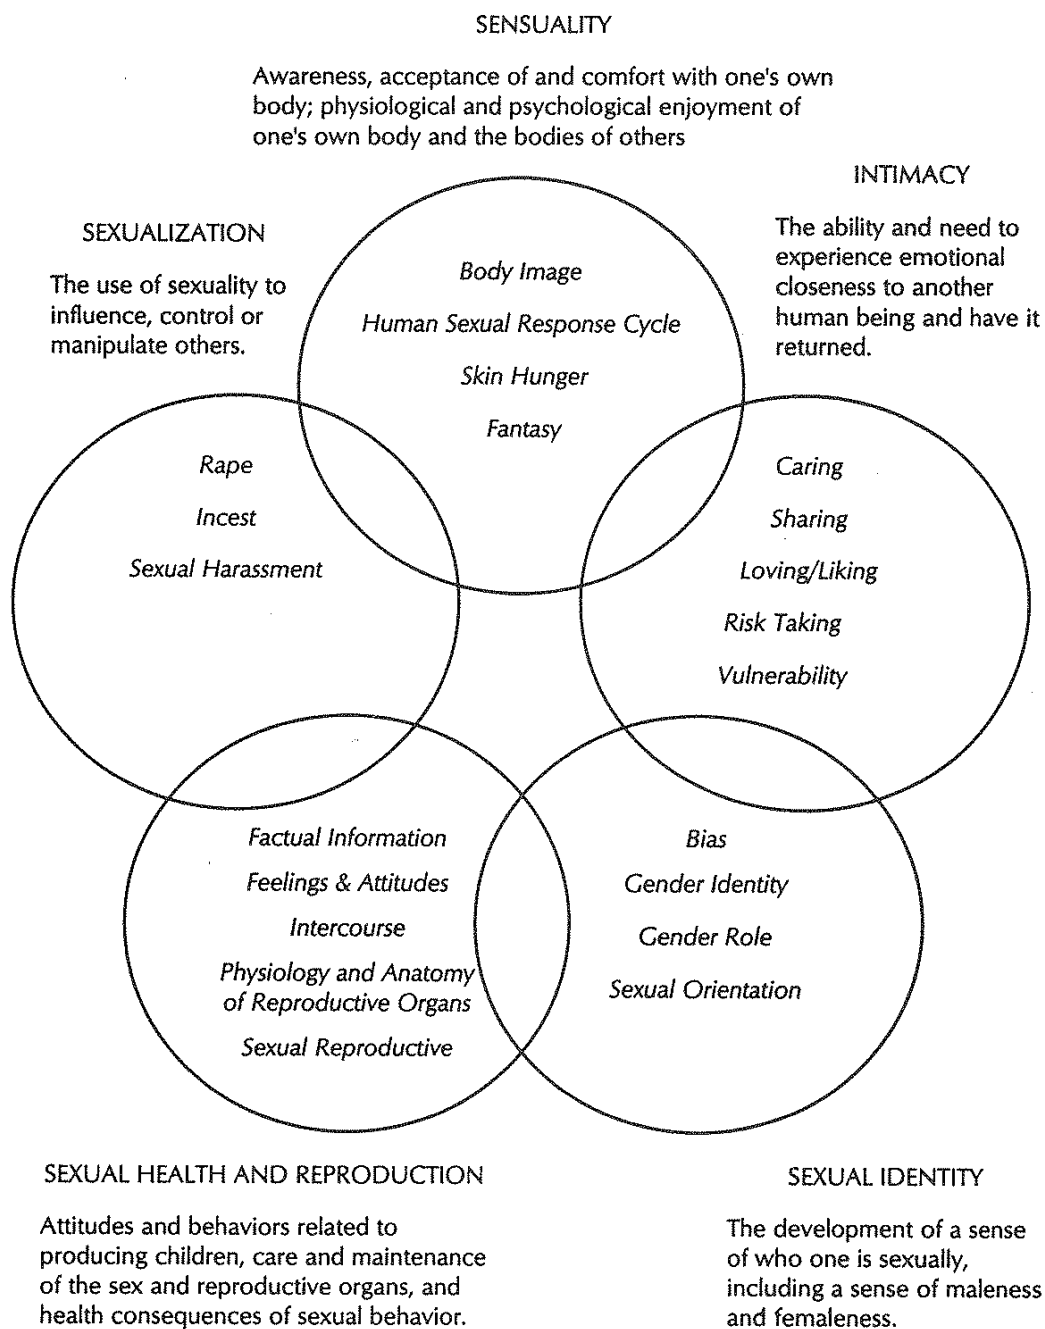 SENSUALITY
Awareness, acceptance of and comfort with one's own
body; physiological and psychological enjoyment of
one's own body and the bodies of others
INTIMACY
The ability and need to
experience emotional
closeness to another
human being and have it
returned.
SEXUALIZATION
The use of sexuality to
influence, control or
manipulate others.
Body Image
Human Sexual Response Cycle
Skin Hunger
Fantasy
Rape
Incest
Sexual Harassment
Caring
Sharing
Loving/Liking
Risk Taking
Vulnerability
Factual Information
Feelings & Attitudes
Intercourse
Physiology and Anatomy
of Reproductive Organs
Sexual Reproductive
Bias
Gender Identity
Gender Role
Sexual Orientation
SEXUAL HEALTH AND REPRODUCTION
Attitudes and behaviors related to
producing children, care and maintenance
of the sex and reproductive organs, and
health consequences of sexual behavior.
SEXUAL IDENTITY
The development of a sense
of who one is sexually,
including a sense of maleness
and femaleness.